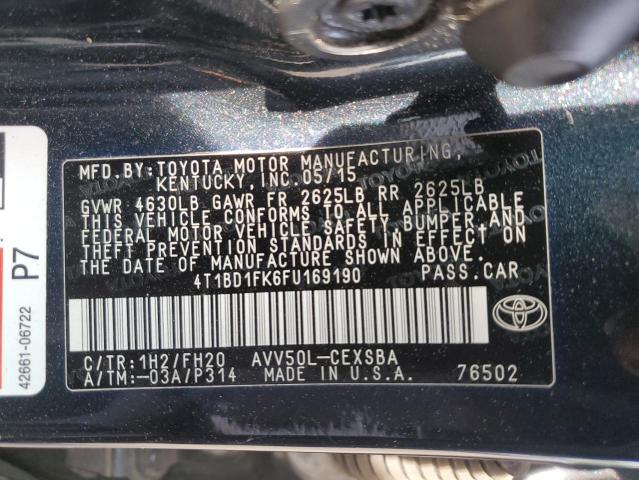 MFD.BY:TOYOTA MOTOR MANUFACTURING,
KENTUCKY, INC. 05/15
GVWR 4630LB GAWR FR 2625LB RR 2625LB
THIS VEHICLE CONFORMS TO ALL APPLICABLE
FEDERAL MOTOR VEHICLE SAFETY,BUMPER,AND
THEFT PREVENTION STANDARDS IN EFFECT ON
THE DATE OF MANUFACTURE SHOWN ABOVE.
4T1BD1FK6FU169190 PASS.CAR
TOYOTA
C/TR:1H2/FH20 AVV50L-CEXSBA
A/TM:-03A/P314 MADE IN U.S.A. 76502
P7
42661-06722